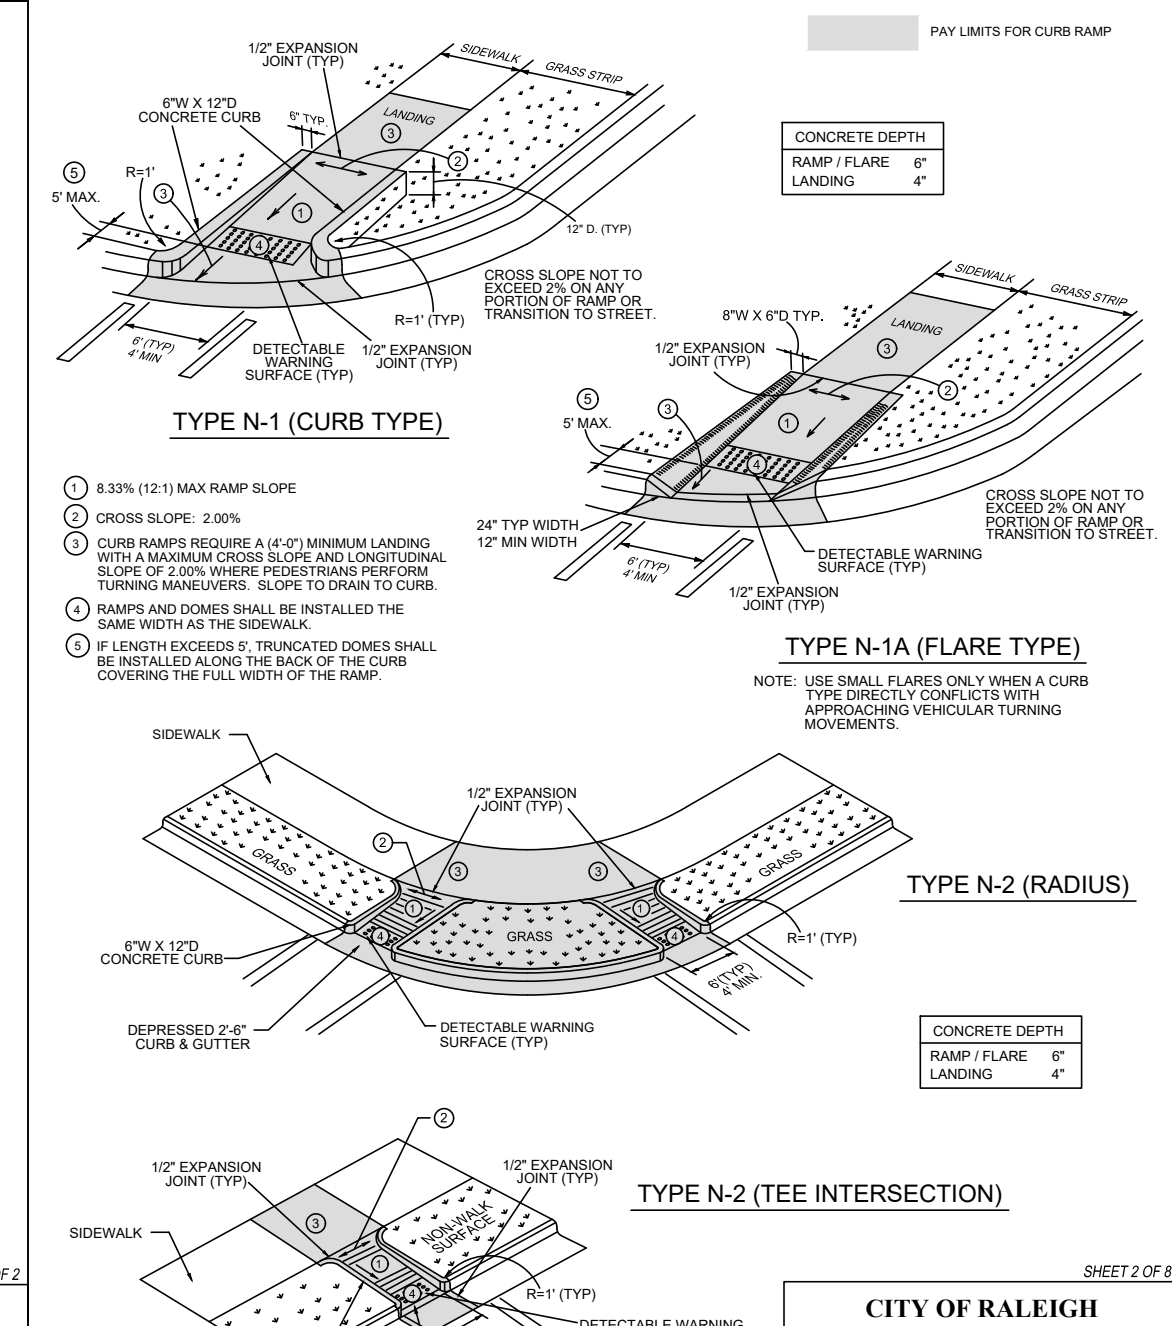 PAY LIMITS FOR CURB RAMP
CONCRETE DEPTH
RAMP / FLARE 6"
LANDING 4"
1/2" EXPANSION
JOINT (TYP)
SIDEWALK
GRASS STRIP
6"W X 12"D
CONCRETE CURB
6" TYP.
LANDING
3
2
5
5' MAX.
R=1'
3
1
4
12" D. (TYP)
CROSS SLOPE NOT TO
EXCEED 2% ON ANY
PORTION OF RAMP OR
TRANSITION TO STREET.
R=1' (TYP)
6' (TYP)
4' MIN
DETECTABLE
WARNING
SURFACE (TYP)
1/2" EXPANSION
JOINT (TYP)
TYPE N-1 (CURB TYPE)
SIDEWALK
GRASS STRIP
8"W X 6"D TYP.
LANDING
3
1/2" EXPANSION
JOINT (TYP)
2
5
5' MAX.
3
1
4
CROSS SLOPE NOT TO
EXCEED 2% ON ANY
PORTION OF RAMP OR
TRANSITION TO STREET.
24" TYP WIDTH
12" MIN WIDTH
6' (TYP)
4' MIN
DETECTABLE WARNING
SURFACE (TYP)
1/2" EXPANSION
JOINT (TYP)
TYPE N-1A (FLARE TYPE)
NOTE: USE SMALL FLARES ONLY WHEN A CURB
TYPE DIRECTLY CONFLICTS WITH
APPROACHING VEHICULAR TURNING
MOVEMENTS.
1 8.33% (12:1) MAX RAMP SLOPE
2 CROSS SLOPE: 2.00%
3 CURB RAMPS REQUIRE A (4'-0") MINIMUM LANDING
WITH A MAXIMUM CROSS SLOPE AND LONGITUDINAL
SLOPE OF 2.00% WHERE PEDESTRIANS PERFORM
TURNING MANEUVERS. SLOPE TO DRAIN TO CURB.
4 RAMPS AND DOMES SHALL BE INSTALLED THE
SAME WIDTH AS THE SIDEWALK.
5 IF LENGTH EXCEEDS 5', TRUNCATED DOMES SHALL
BE INSTALLED ALONG THE BACK OF THE CURB
COVERING THE FULL WIDTH OF THE RAMP.
SIDEWALK
1/2" EXPANSION
JOINT (TYP)
2
3
3
GRASS
GRASS
1
1
4
4
GRASS
TYPE N-2 (RADIUS)
R=1' (TYP)
6"W X 12"D
CONCRETE CURB
6'(TYP)
4' MIN.
DEPRESSED 2'-6"
CURB & GUTTER
DETECTABLE WARNING
SURFACE (TYP)
CONCRETE DEPTH
RAMP / FLARE 6"
LANDING 4"
2
1/2" EXPANSION
JOINT (TYP)
1/2" EXPANSION
JOINT (TYP)
TYPE N-2 (TEE INTERSECTION)
SIDEWALK
3
NON-WALK
SURFACE
1
4
R=1' (TYP)
DETECTABLE WARNING
OF 2
SHEET 2 OF 8
CITY OF RALEIGH